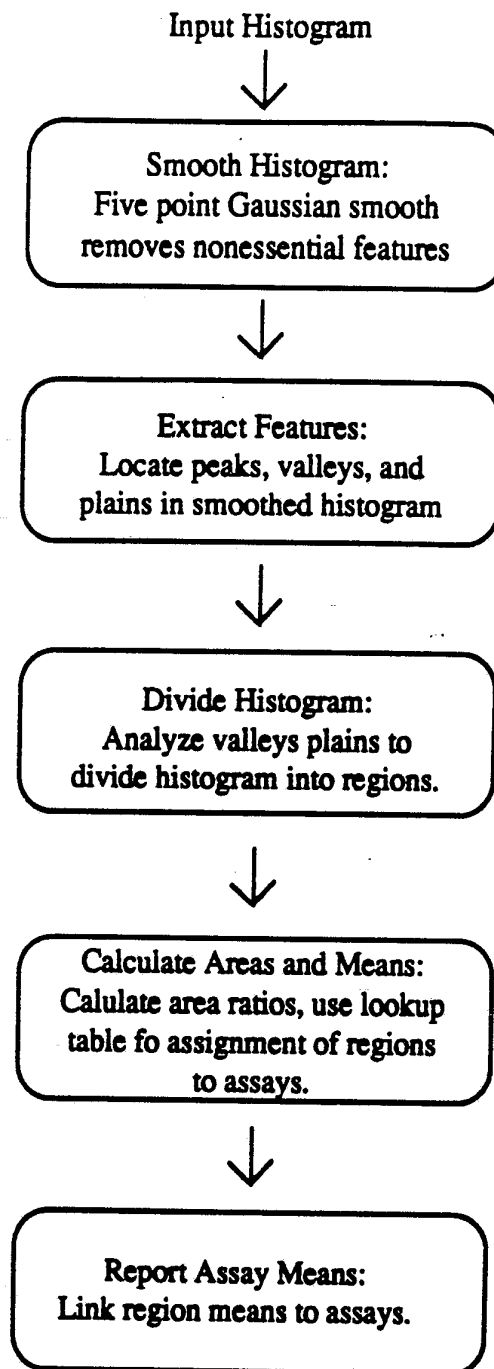 Input Histogram
Smooth Histogram:
Five point Gaussian smooth
removes nonessential features
Extract Features:
Locate peaks, valleys, and
plains in smoothed histogram
Divide Histogram:
Analyze valleys plains to
divide histogram into regions.
Calculate Areas and Means:
Calulate area ratios, use lookup
table fo assignment of regions
to assays.
Report Assay Means:
Link region means to assays.